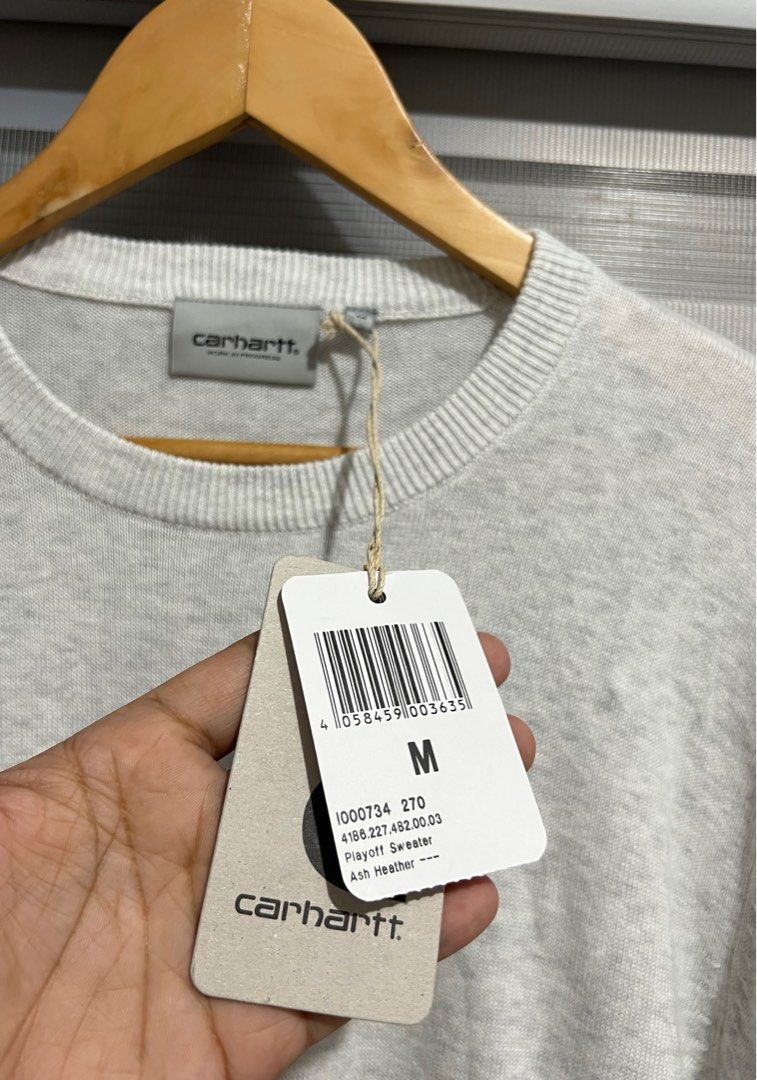 carhartt
WORK IN PROGRESS
4 058459 003635
M
I000734 270
4186.227.482.00.03
Playoff Sweater
Ash Heather ---
carhartt